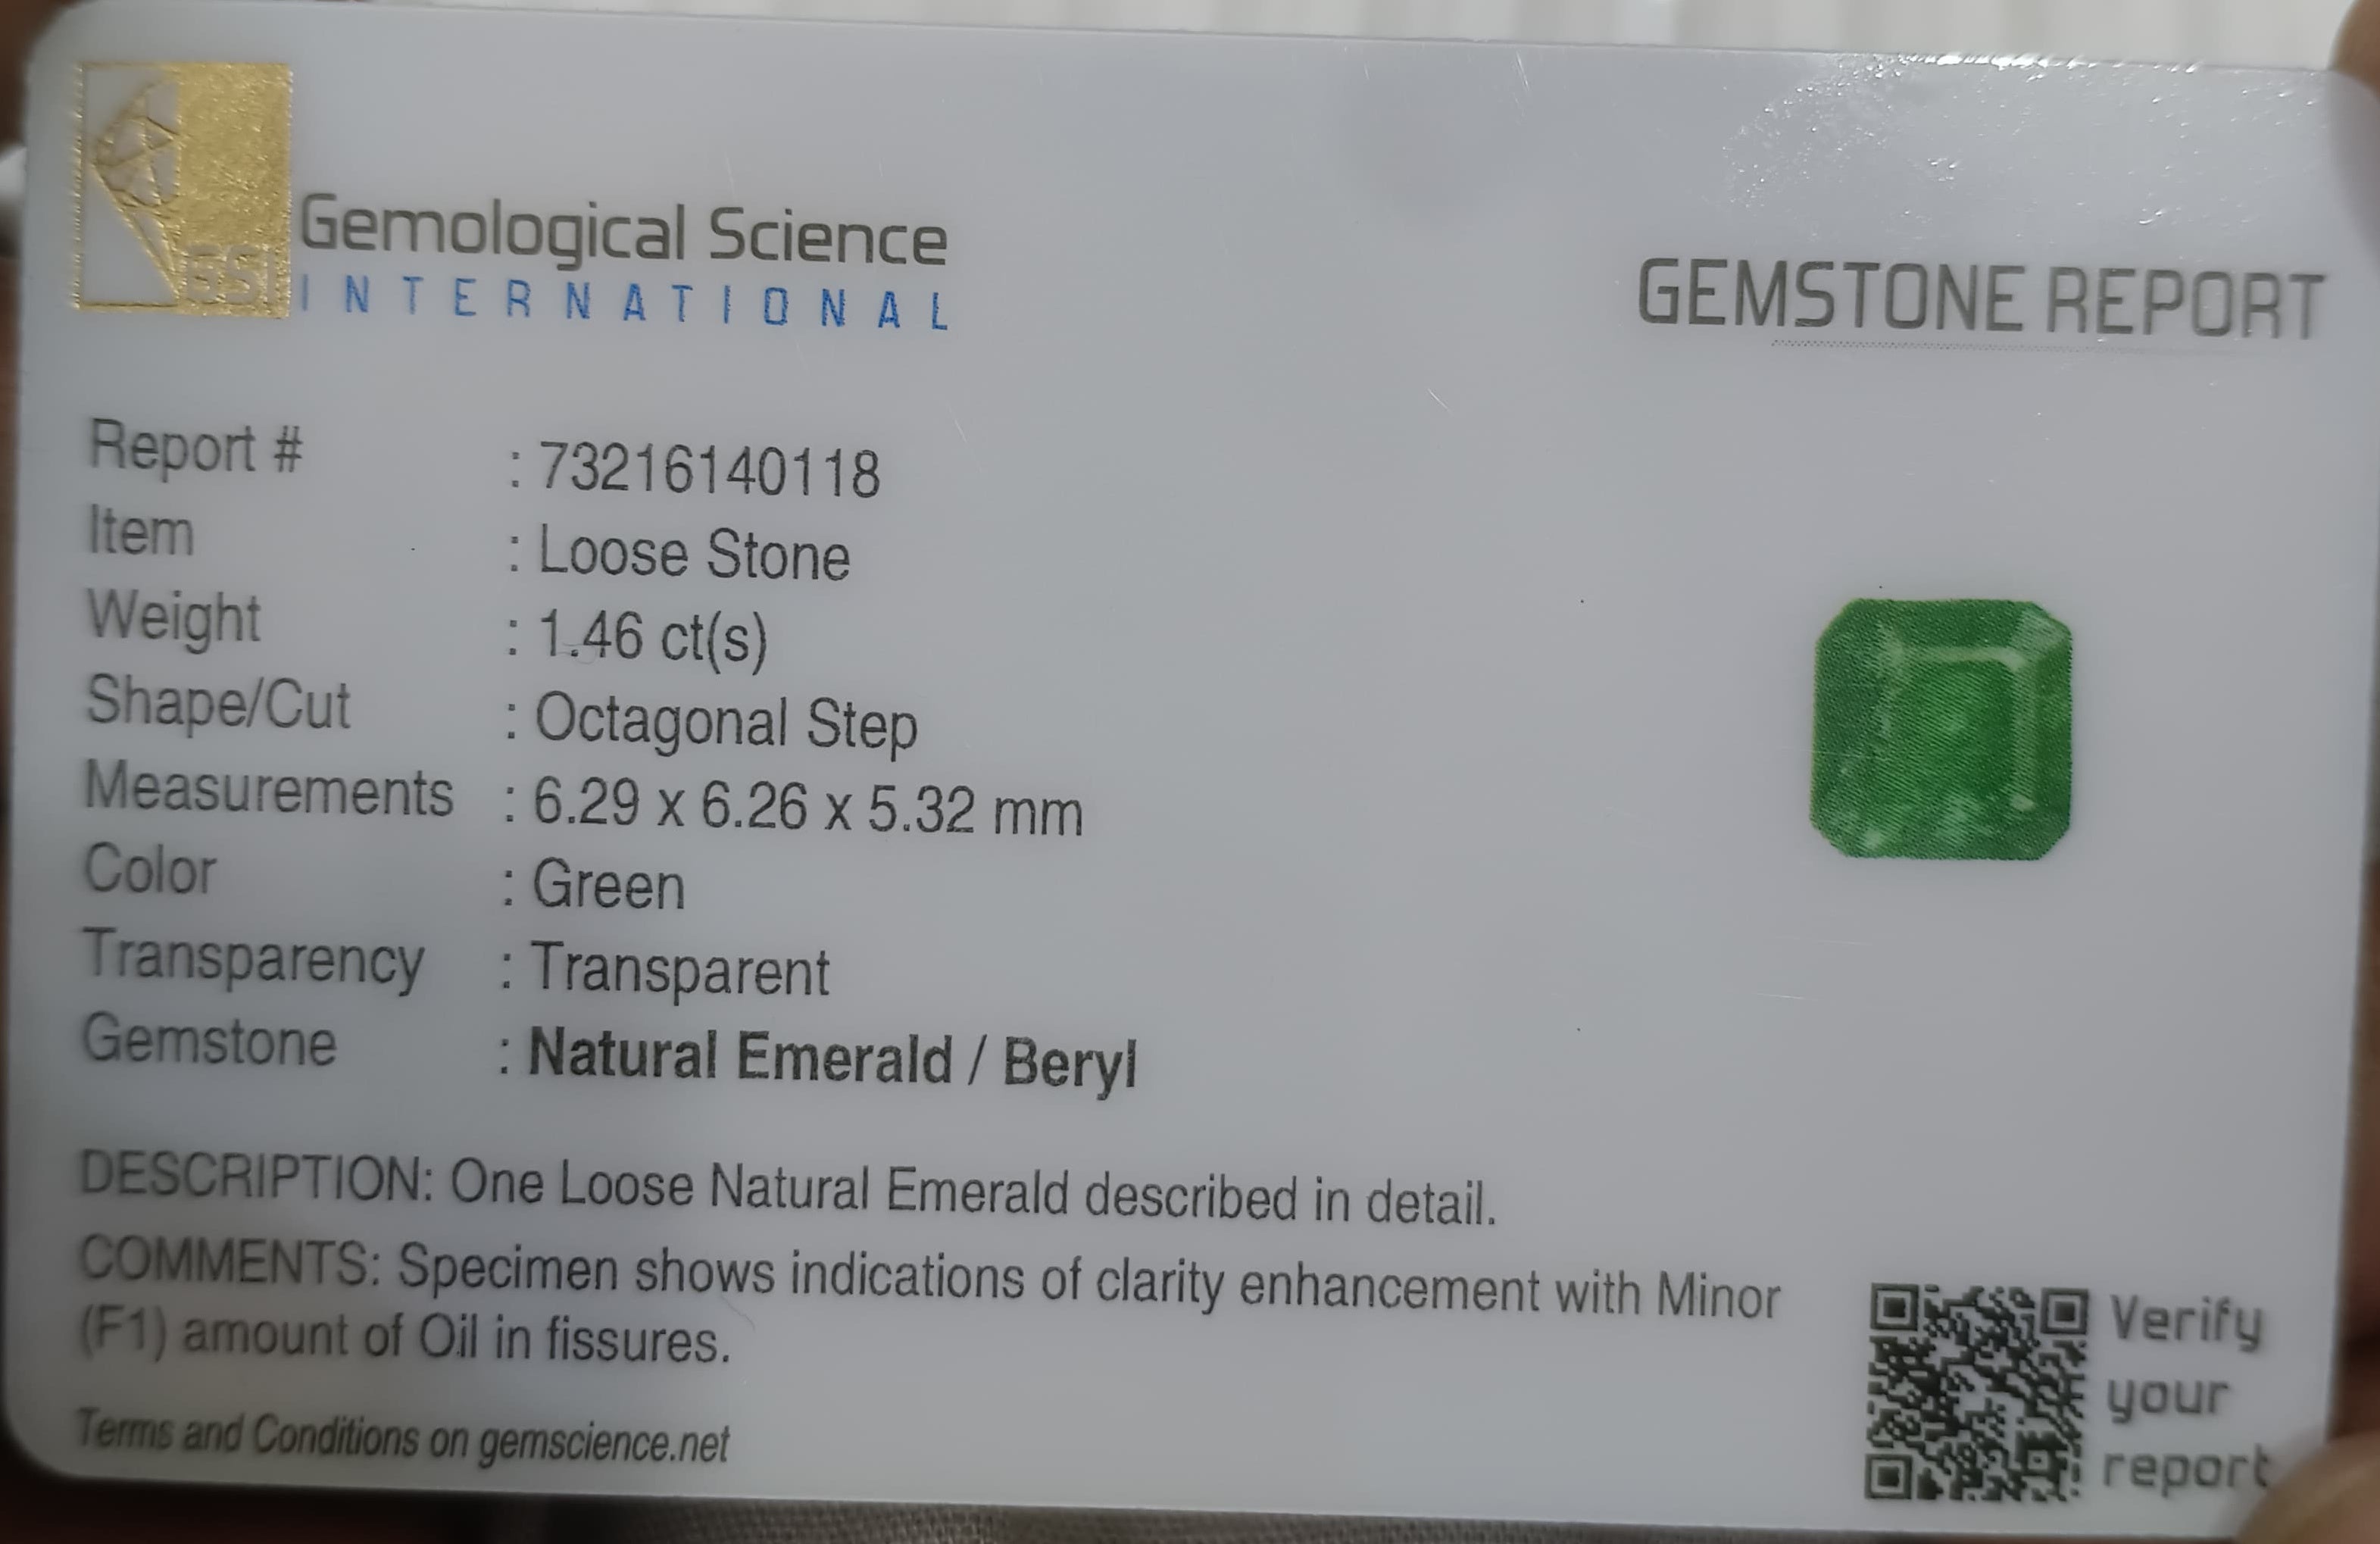 GSI
Gemological Science
INTERNATIONAL
GEMSTONE REPORT
Report # : 73216140118
Item : Loose Stone
Weight : 1.46 ct(s)
Shape/Cut : Octagonal Step
Measurements : 6.29 x 6.26 x 5.32 mm
Color : Green
Transparency : Transparent
Gemstone : Natural Emerald / Beryl
DESCRIPTION: One Loose Natural Emerald described in detail.
COMMENTS: Specimen shows indications of clarity enhancement with Minor
(F1) amount of Oil in fissures.
Terms and Conditions on gemscience.net
Verify
your
report